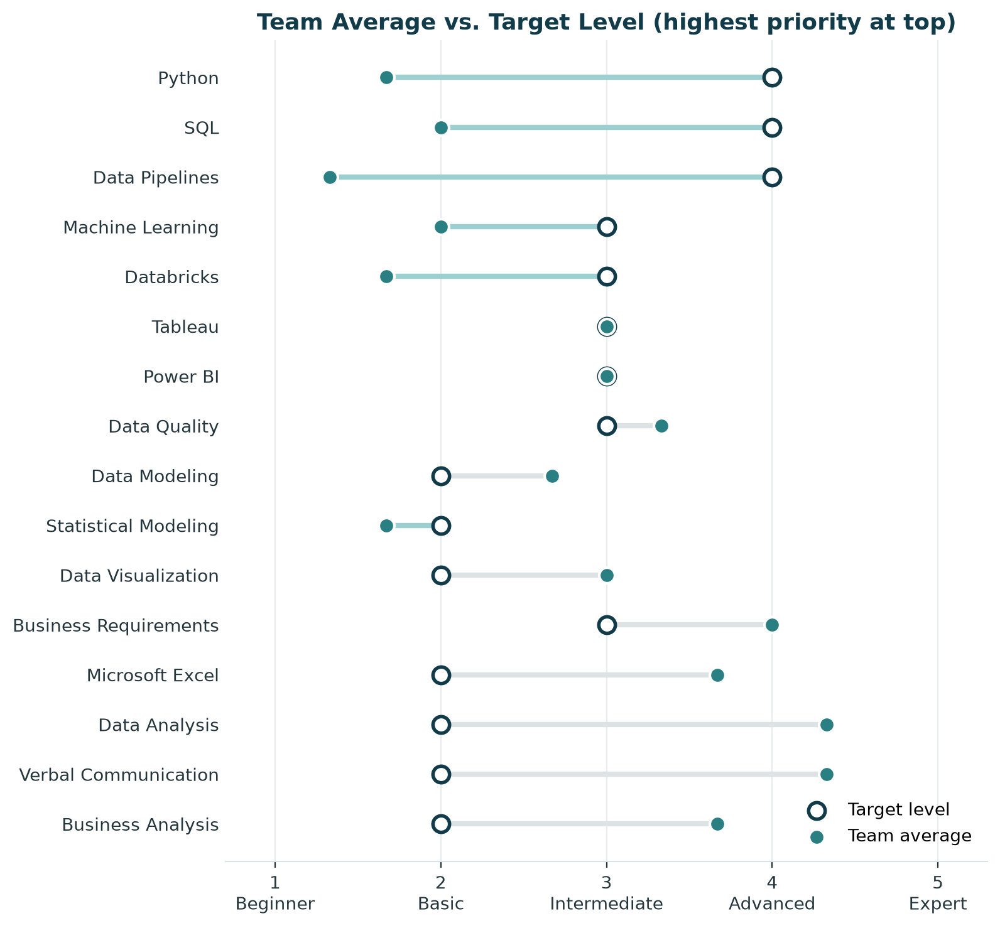 Team Average vs. Target Level (highest priority at top)
Python
SQL
Data Pipelines
Machine Learning
Databricks
Tableau
Power BI
Data Quality
Data Modeling
Statistical Modeling
Data Visualization
Business Requirements
Microsoft Excel
Data Analysis
Verbal Communication
Business Analysis
Target level
Team average
1 2 3 4 5
Beginner Basic Intermediate Advanced Expert